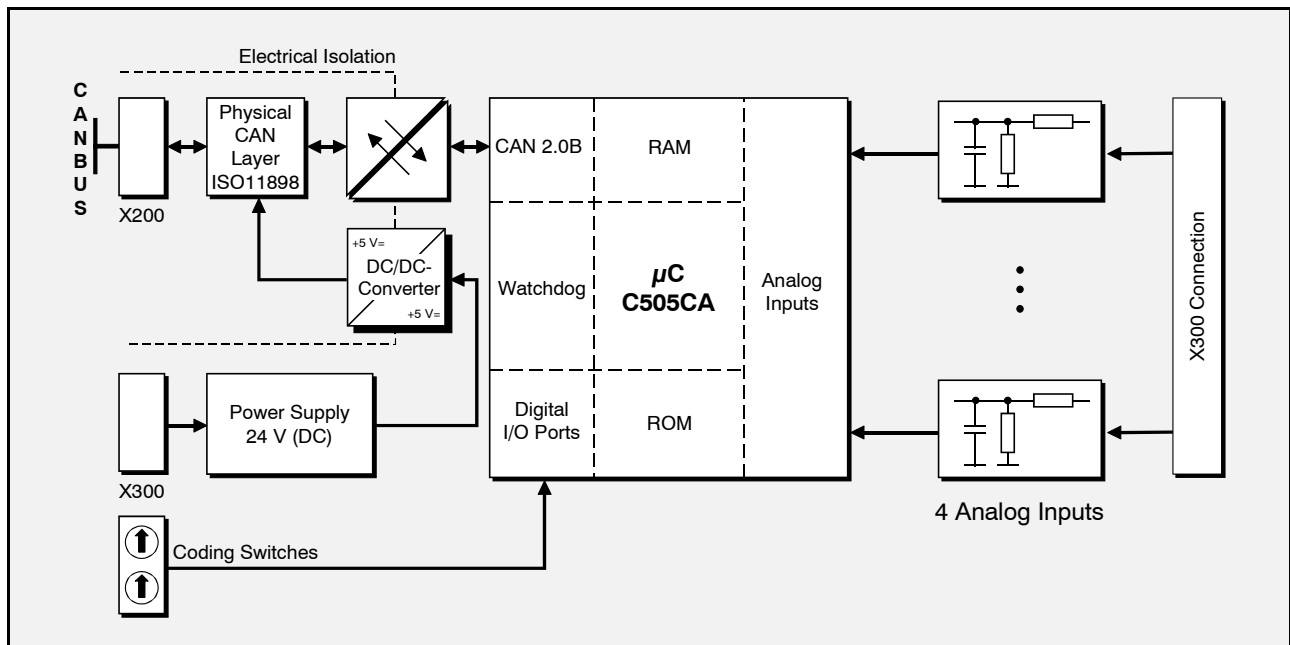 Electrical Isolation
CANBUS
X200
Physical
CAN
Layer
ISO11898
+5 V=
DC/DC-
Converter
+5 V=
X300
Power Supply
24 V (DC)
Coding Switches
CAN 2.0B
RAM
Watchdog
µC
C505CA
Analog
Inputs
Digital
I/O Ports
ROM
4 Analog Inputs
X300 Connection